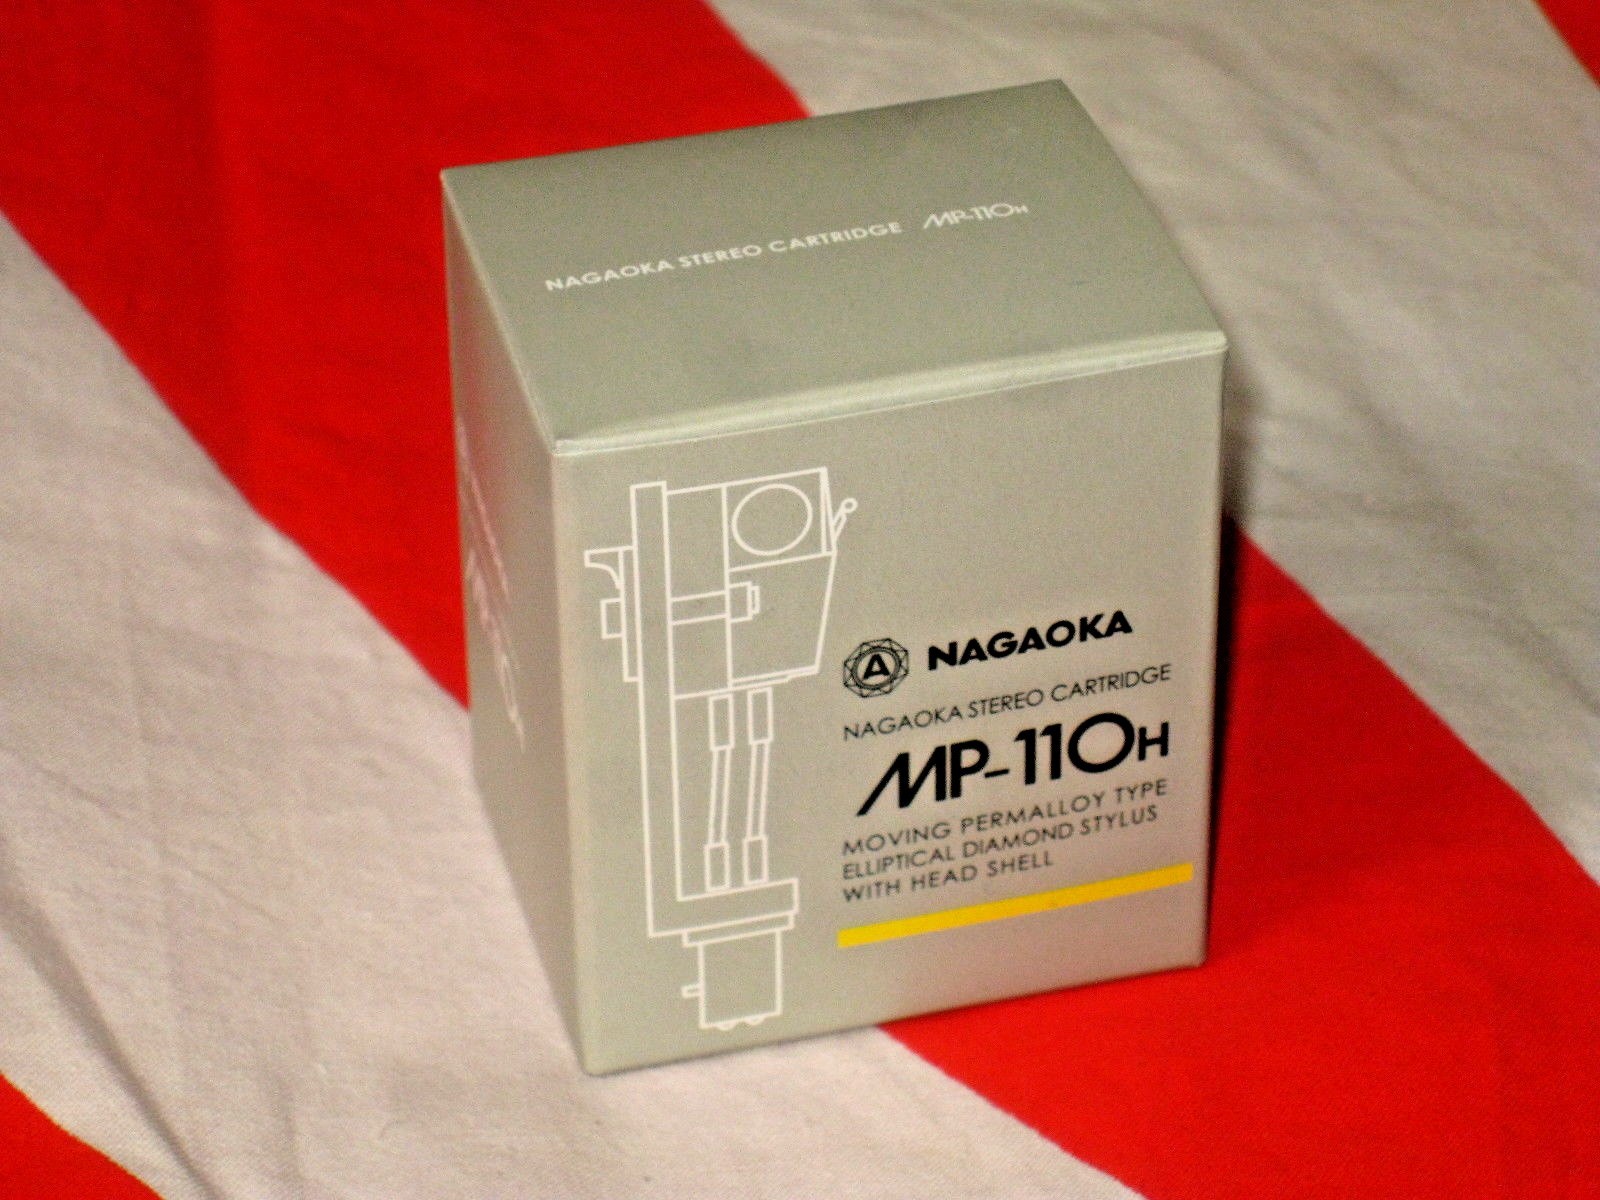 NAGAOKA STEREO CARTRIDGE MP-110H
A NAGAOKA
NAGAOKA STEREO CARTRIDGE
MP-110H
MOVING PERMALLOY TYPE
ELLIPTICAL DIAMOND STYLUS
WITH HEAD SHELL